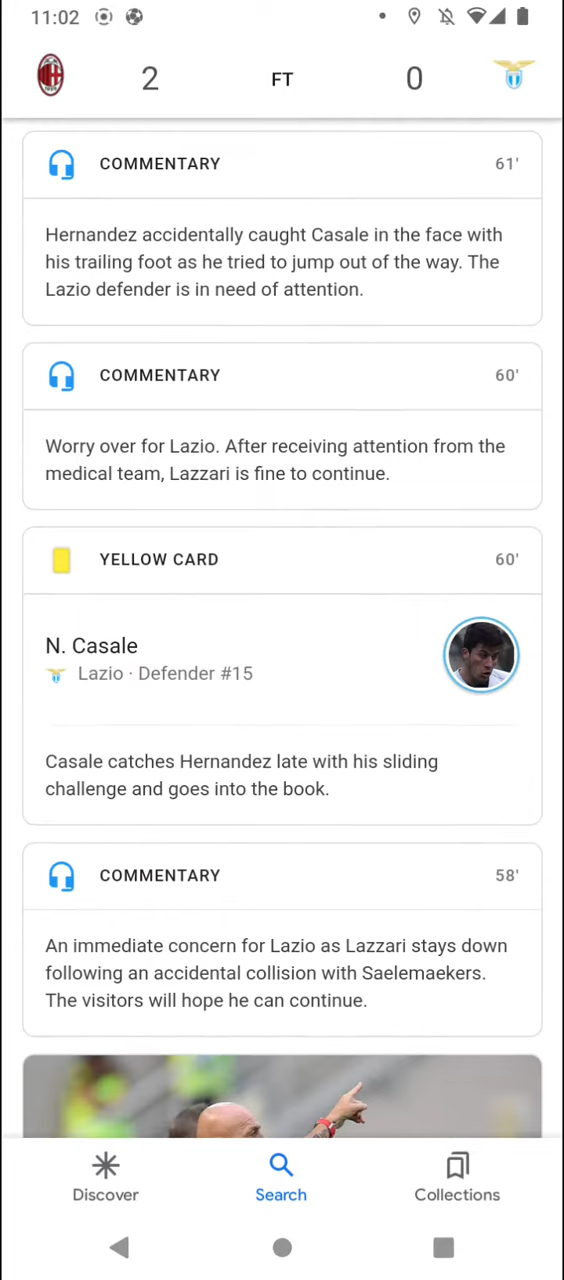 11:02
2 FT 0
COMMENTARY 61'
Hernandez accidentally caught Casale in the face with
his trailing foot as he tried to jump out of the way. The
Lazio defender is in need of attention.
COMMENTARY 60'
Worry over for Lazio. After receiving attention from the
medical team, Lazzari is fine to continue.
YELLOW CARD 60'
N. Casale
Lazio · Defender #15
Casale catches Hernandez late with his sliding
challenge and goes into the book.
COMMENTARY 58'
An immediate concern for Lazio as Lazzari stays down
following an accidental collision with Saelemaekers.
The visitors will hope he can continue.
Discover Search Collections